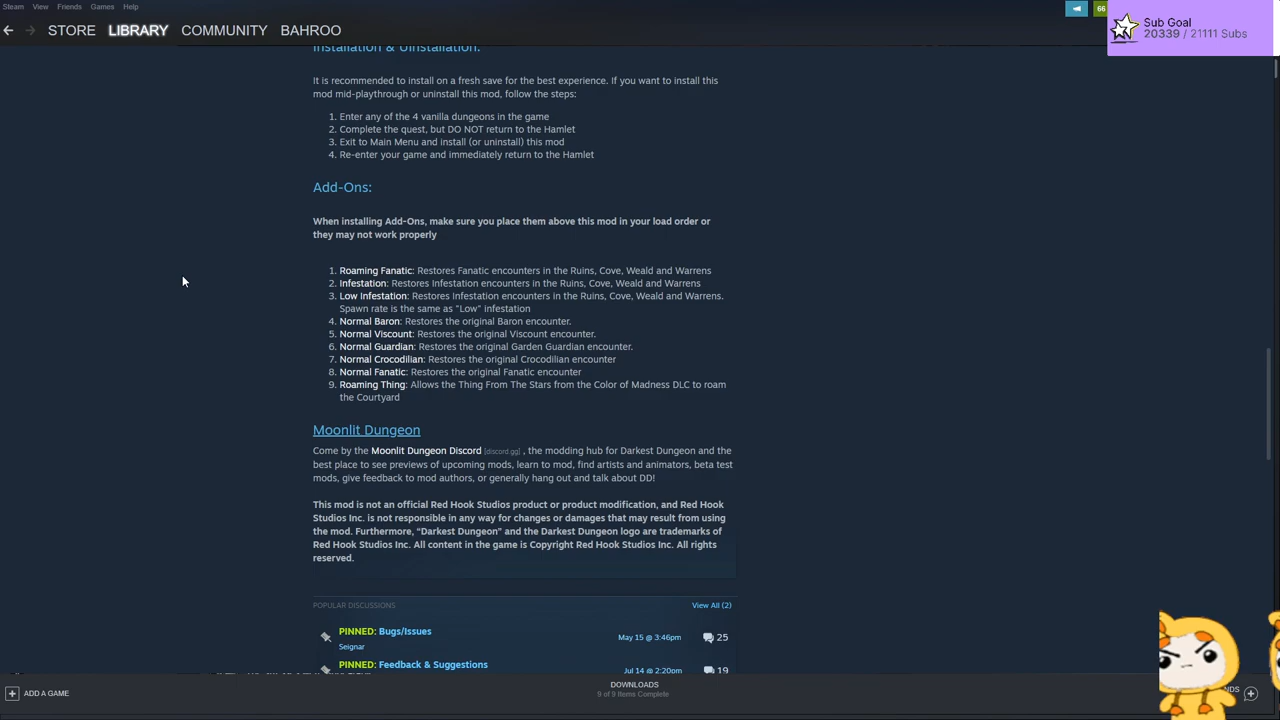 Steam View Friends Games Help
66
STORE LIBRARY COMMUNITY BAHROO
Sub Goal
20339 / 21111 Subs
Installation & Uinstallation:
It is recommended to install on a fresh save for the best experience. If you want to install this
mod mid-playthrough or uninstall this mod, follow the steps:
1. Enter any of the 4 vanilla dungeons in the game
2. Complete the quest, but DO NOT return to the Hamlet
3. Exit to Main Menu and install (or uninstall) this mod
4. Re-enter your game and immediately return to the Hamlet
Add-Ons:
When installing Add-Ons, make sure you place them above this mod in your load order or
they may not work properly
1. Roaming Fanatic: Restores Fanatic encounters in the Ruins, Cove, Weald and Warrens
2. Infestation: Restores Infestation encounters in the Ruins, Cove, Weald and Warrens
3. Low Infestation: Restores Infestation encounters in the Ruins, Cove, Weald and Warrens.
Spawn rate is the same as "Low" infestation
4. Normal Baron: Restores the original Baron encounter.
5. Normal Viscount: Restores the original Viscount encounter.
6. Normal Guardian: Restores the original Garden Guardian encounter.
7. Normal Crocodilian: Restores the original Crocodilian encounter
8. Normal Fanatic: Restores the original Fanatic encounter
9. Roaming Thing: Allows the Thing From The Stars from the Color of Madness DLC to roam
the Courtyard
Moonlit Dungeon
Come by the Moonlit Dungeon Discord [discord.gg] , the modding hub for Darkest Dungeon and the
best place to see previews of upcoming mods, learn to mod, find artists and animators, beta test
mods, give feedback to mod authors, or generally hang out and talk about DD!
This mod is not an official Red Hook Studios product or product modification, and Red Hook
Studios Inc. is not responsible in any way for changes or damages that may result from using
the mod. Furthermore, "Darkest Dungeon" and the Darkest Dungeon logo are trademarks of
Red Hook Studios Inc. All content in the game is Copyright Red Hook Studios Inc. All rights
reserved.
POPULAR DISCUSSIONS View All (2)
PINNED: Bugs/Issues May 15 @ 3:46pm 25
Seignar
PINNED: Feedback & Suggestions Jul 14 @ 2:20pm 19
ADD A GAME
DOWNLOADS
9 of 9 Items Complete
NDS